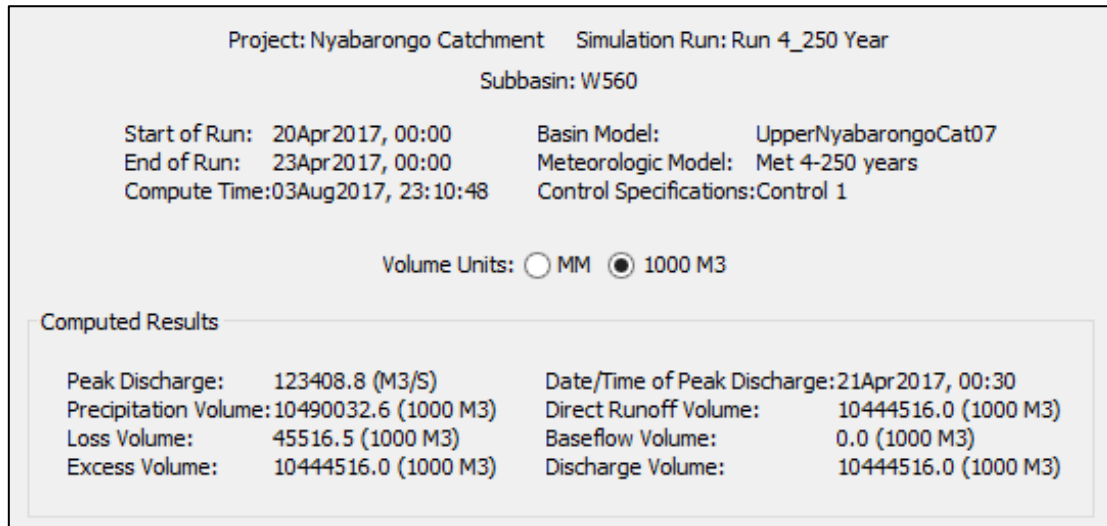 Project: Nyabarongo Catchment Simulation Run: Run 4_250 Year
Subbasin: W560
Start of Run: 20Apr2017, 00:00 Basin Model: UpperNyabarongoCat07
End of Run: 23Apr2017, 00:00 Meteorologic Model: Met 4-250 years
Compute Time:03Aug2017, 23:10:48 Control Specifications:Control 1
Volume Units: MM 1000 M3
Computed Results
Peak Discharge: 123408.8 (M3/S) Date/Time of Peak Discharge:21Apr2017, 00:30
Precipitation Volume:10490032.6 (1000 M3) Direct Runoff Volume: 10444516.0 (1000 M3)
Loss Volume: 45516.5 (1000 M3) Baseflow Volume: 0.0 (1000 M3)
Excess Volume: 10444516.0 (1000 M3) Discharge Volume: 10444516.0 (1000 M3)